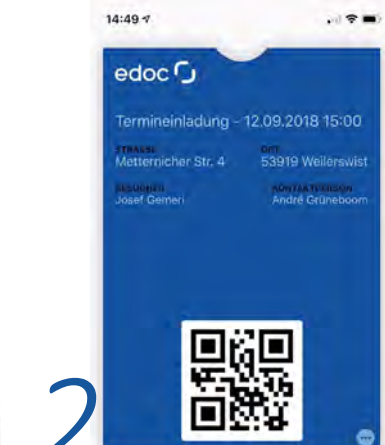 14:49
edoc
Termineinladung - 12.09.2018 15:00
STRASSE ORT
Metternicher Str. 4 53919 Weilerswist
BESUCHER KONTAKTPERSON
Josef Gemeri André Grüneboom
2